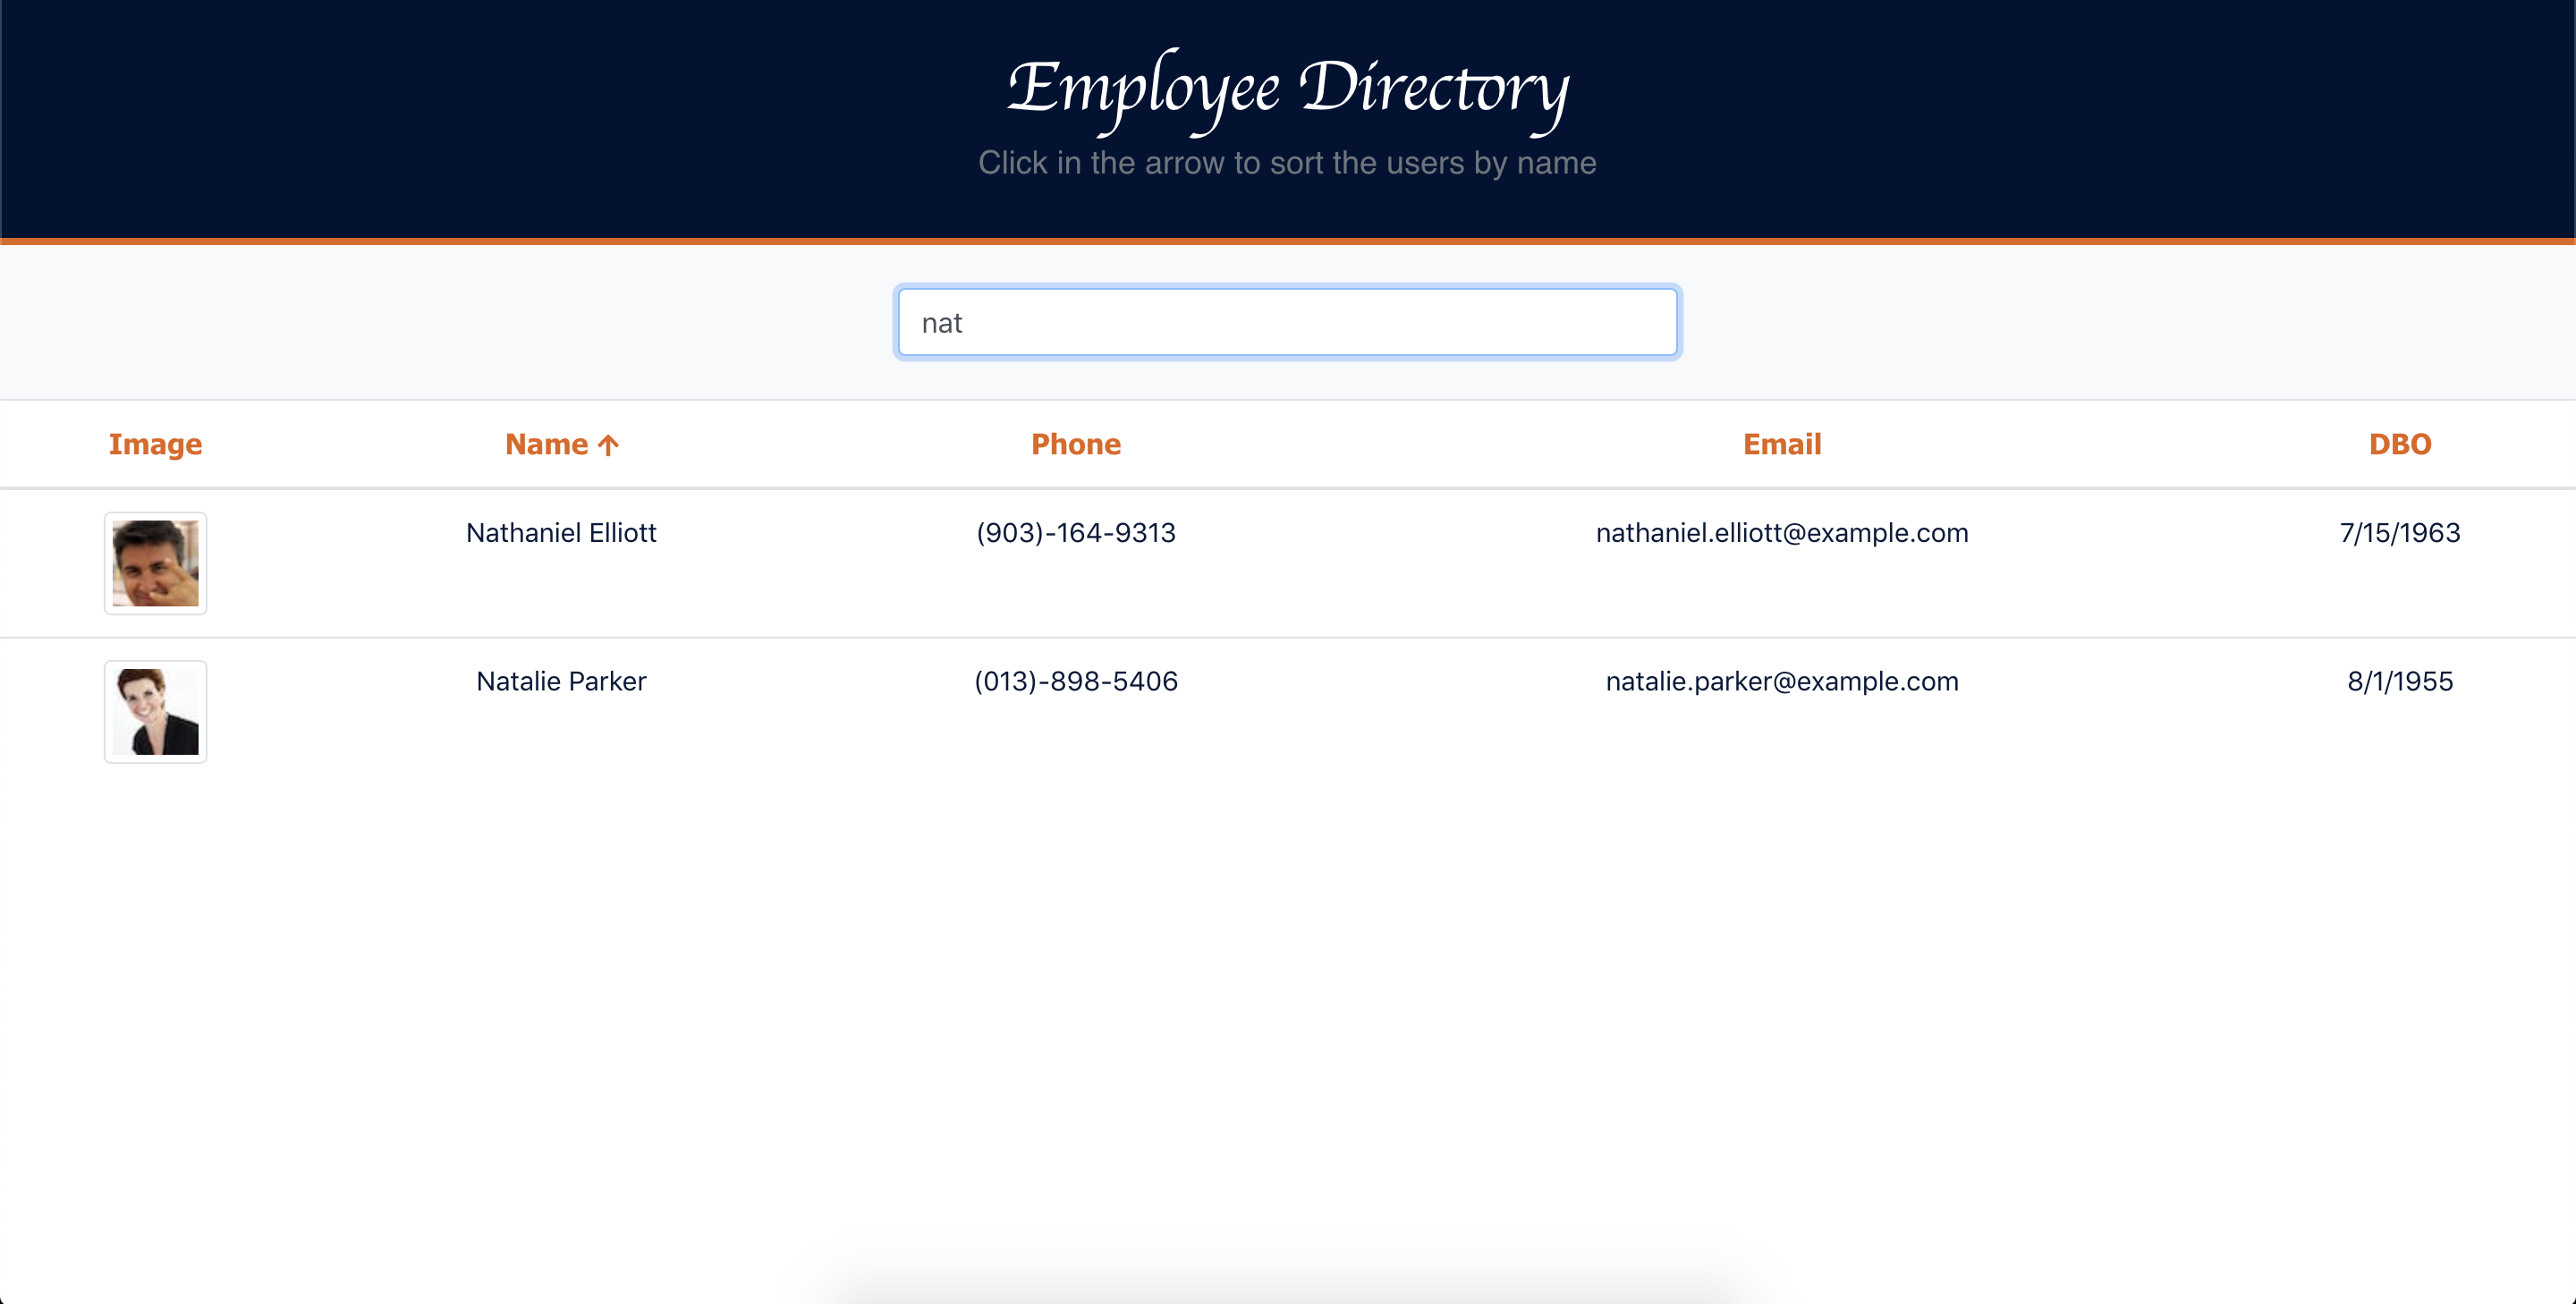 Employee Directory
Click in the arrow to sort the users by name
nat
Image Name ↑ Phone Email DBO
Nathaniel Elliott (903)-164-9313 nathaniel.elliott@example.com 7/15/1963
Natalie Parker (013)-898-5406 natalie.parker@example.com 8/1/1955